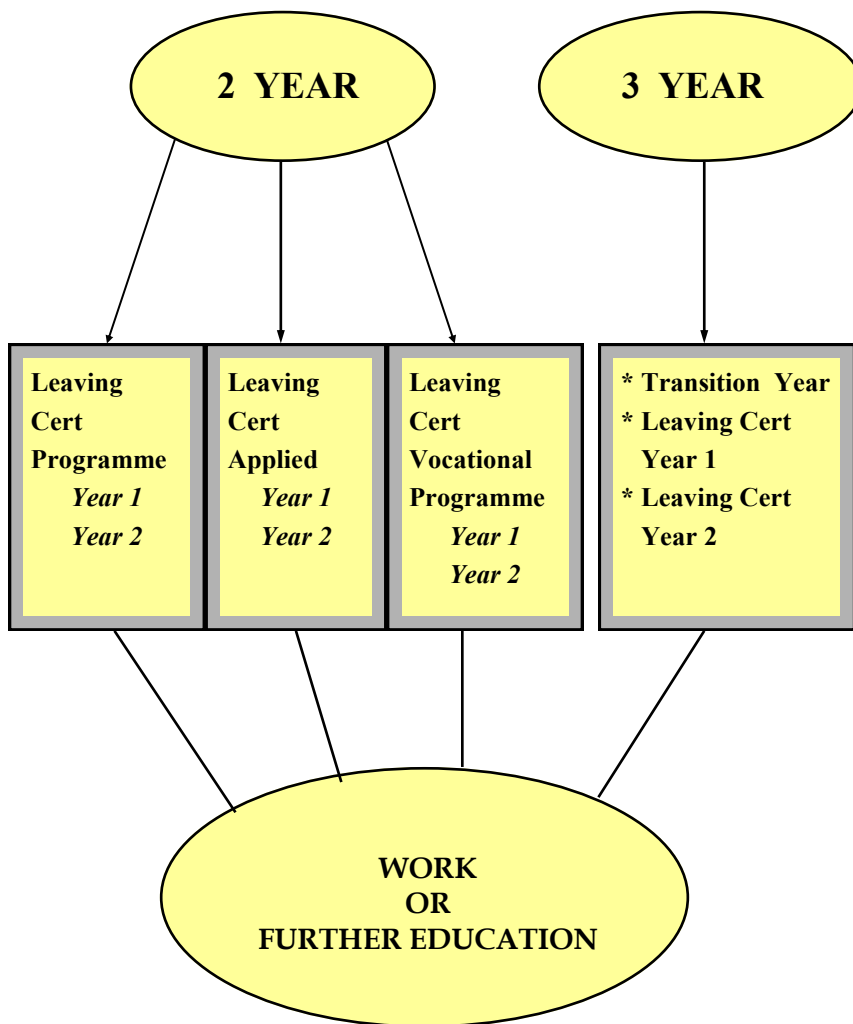 2 YEAR
3 YEAR
Leaving
Cert
Programme
Year 1
Year 2
Leaving
Cert
Applied
Year 1
Year 2
Leaving
Cert
Vocational
Programme
Year 1
Year 2
* Transition Year
* Leaving Cert
Year 1
* Leaving Cert
Year 2
WORK
OR
FURTHER EDUCATION